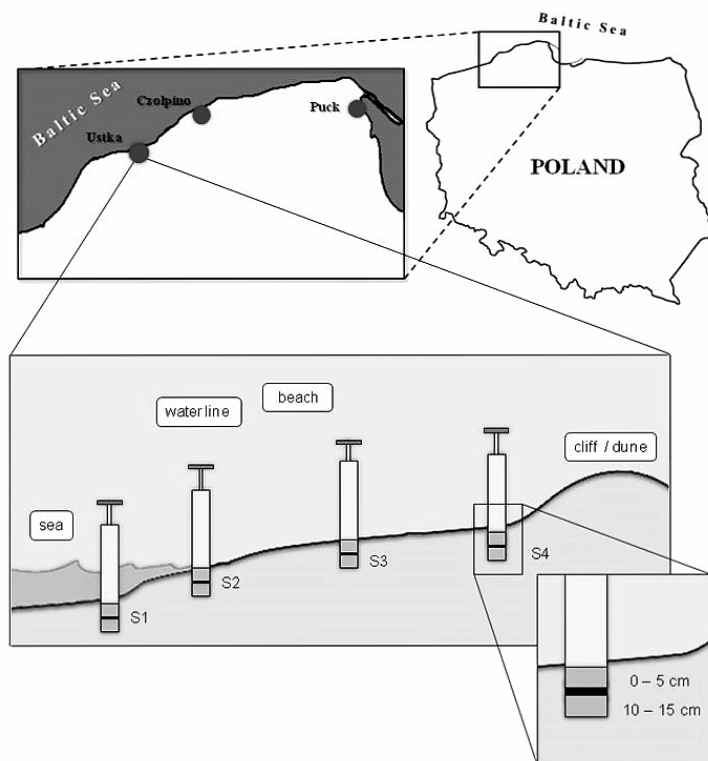 Baltic Sea
Baltic Sea
Czołpino
Puck
Ustka
POLAND
beach
water line
cliff / dune
sea
S4
S3
S2
S1
0 – 5 cm
10 – 15 cm